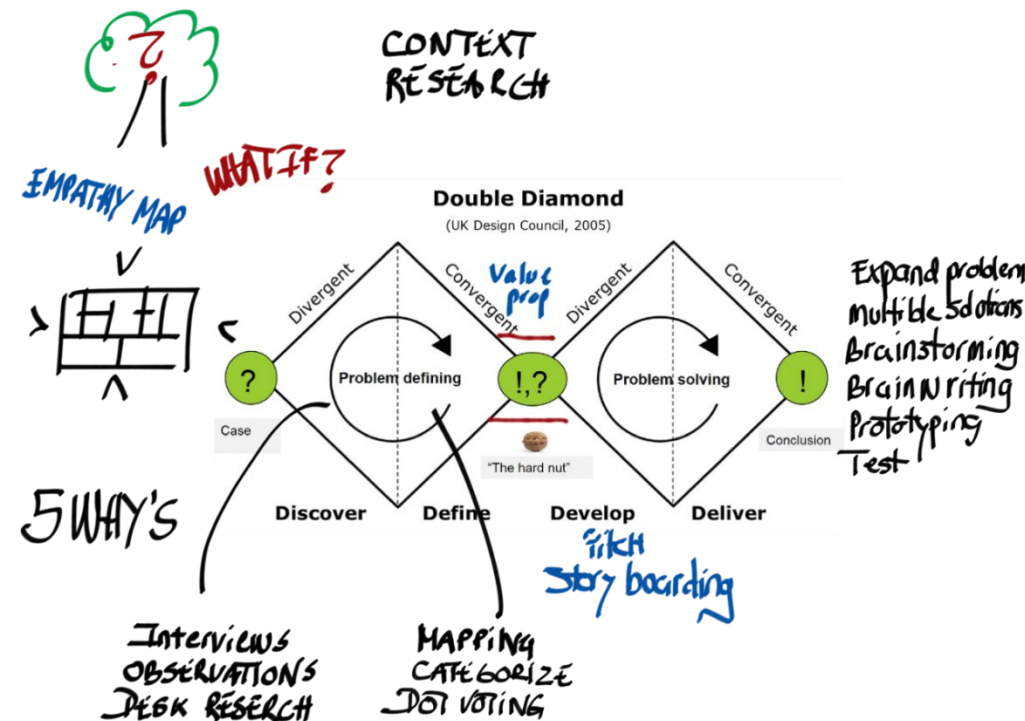 ?
CONTEXT
RESEARCH
EMPATHY MAP
WHAT IF?
Double Diamond
(UK Design Council, 2005)
Divergent
Convergent
Value
prop
Divergent
Convergent
?
Problem defining
!,?
Problem solving
!
Case
"The hard nut"
Conclusion
Discover
Define
Develop
Deliver
Expand problem
Multible Solutions
Brainstorming
Brainwriting
Prototyping
Test
5 WHY'S
Pitch
Story boarding
Interviews
OBSERVATIONS
DESK RESERCH
MAPPING
CATEGORIZE
DOT VOTING